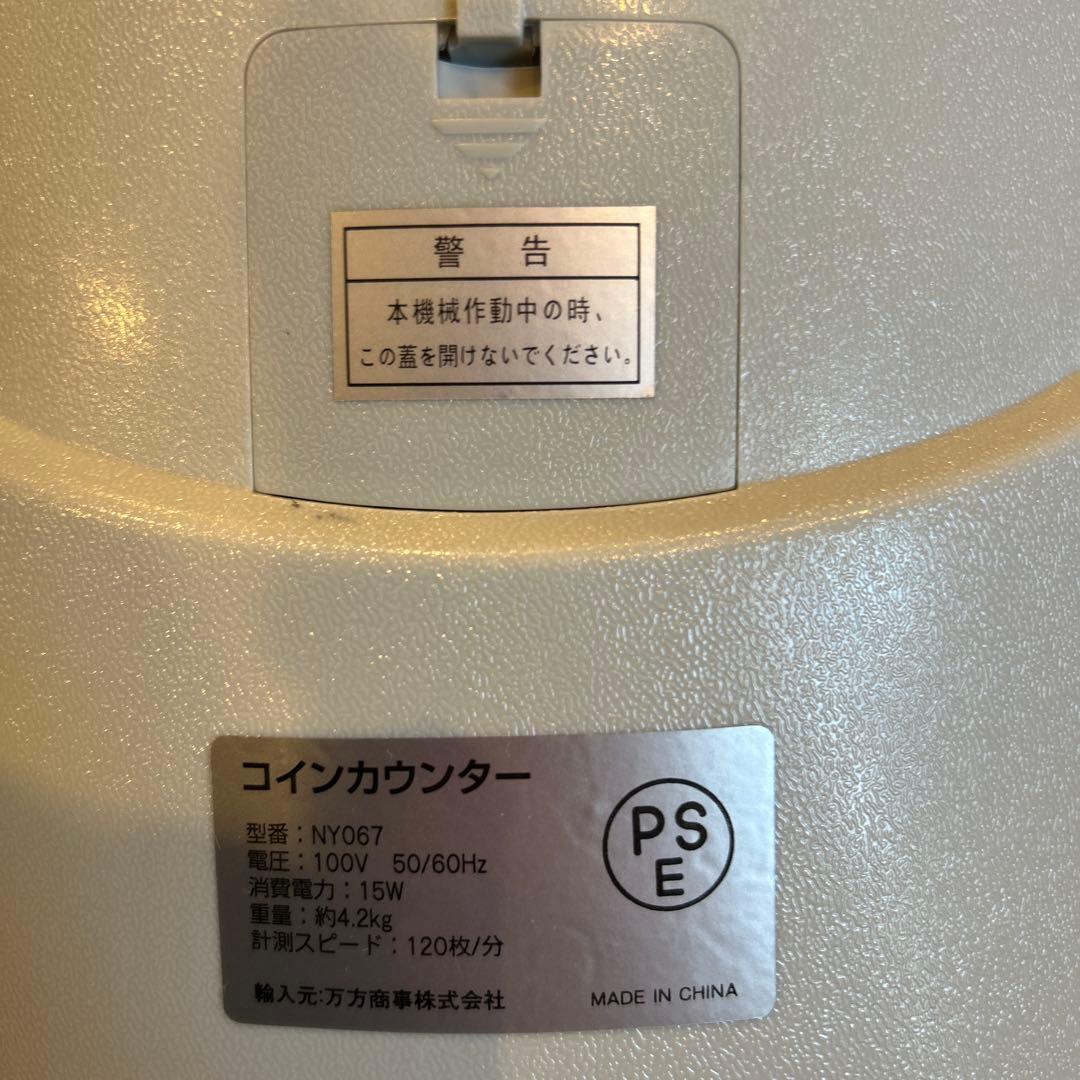 警 告
本機械作動中の時、
この蓋を開けないでください。
コインカウンター
型番：NY067
電圧：100V 50/60Hz
消費電力：15W
重量：約4.2kg
計測スピード：120枚/分
輸入元:万方商事株式会社
PS
E
MADE IN CHINA